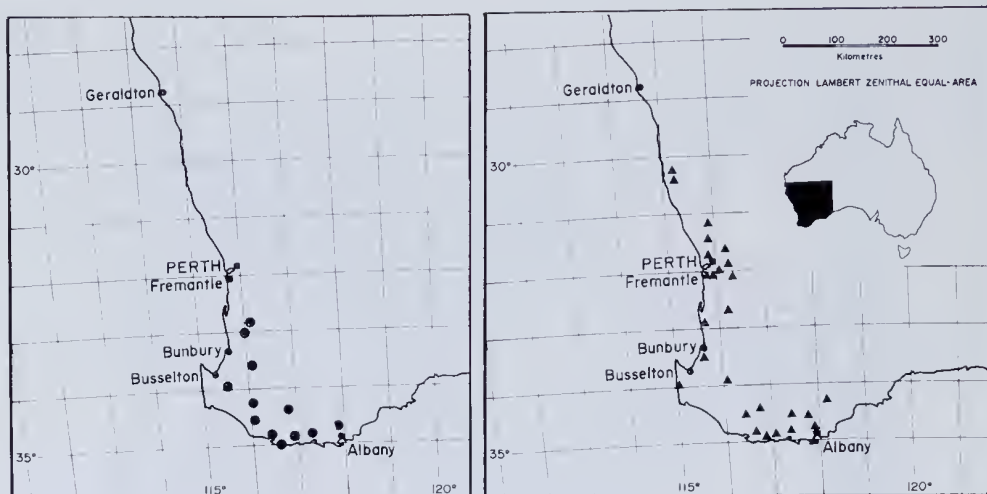 Geraldton
30°
PERTH
Fremantle
Bunbury
Busselton
Albany
35°
115°
120°
0 100 200 300
Kilometres
PROJECTION LAMBERT ZENITHAL EQUAL-AREA
Geraldton
30°
PERTH
Fremantle
Bunbury
Busselton
Albany
35°
115°
120°